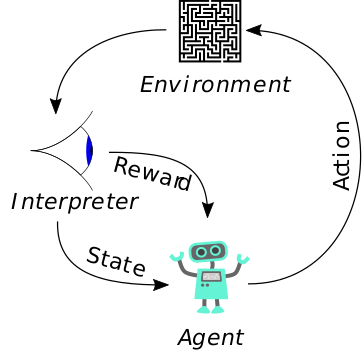 Environment
Reward
Action
Interpreter
State
Agent